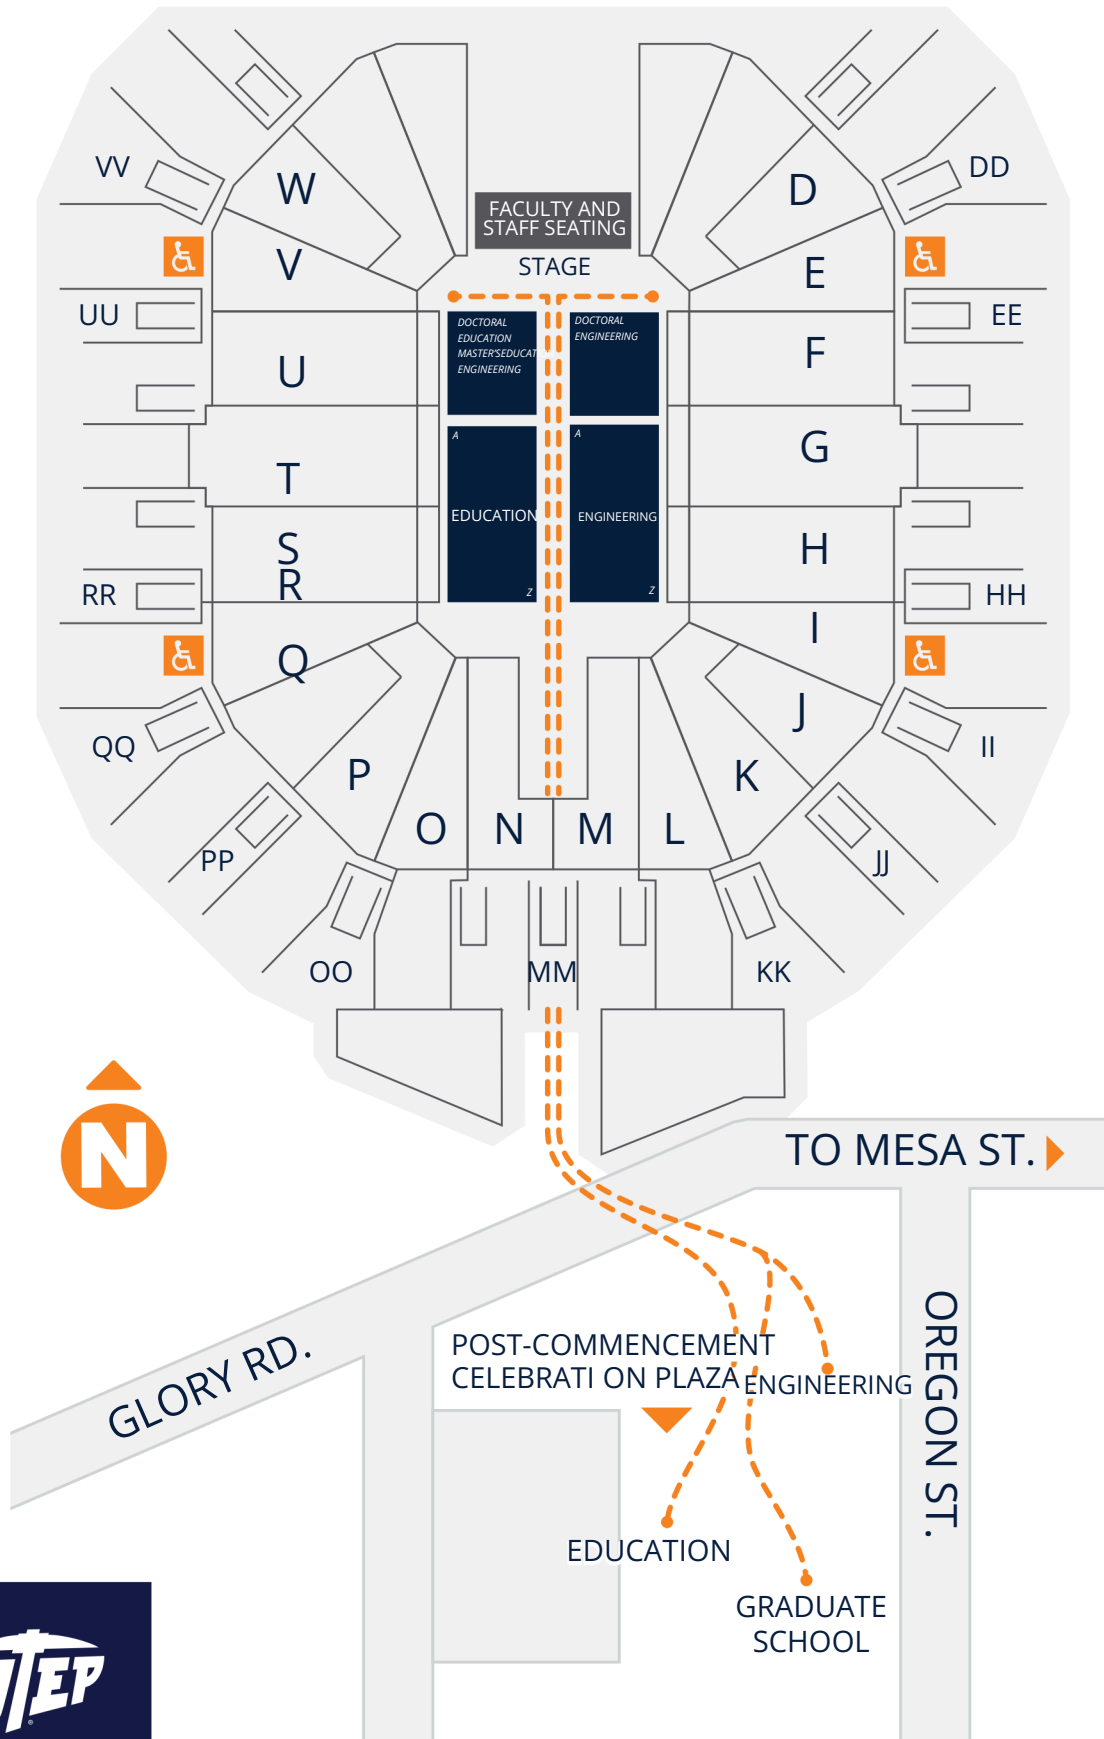 VV
W
D
DD
FACULTY AND
STAFF SEATING
STAGE
V
E
UU
EE
U
F
DOCTORAL
EDUCATION
MASTER'SEDUCAT
ENGINEERING
DOCTORAL
ENGINEERING
A
A
T
G
EDUCATION
ENGINEERING
S
H
R
RR
HH
Z
Z
I
Q
J
QQ
II
P
K
O
N
M
L
PP
JJ
OO
MM
KK
N
TO MESA ST.
GLORY RD.
OREGON ST.
POST-COMMENCEMENT
CELEBRATI ON PLAZA
ENGINEERING
EDUCATION
GRADUATE
SCHOOL
UTEP
®